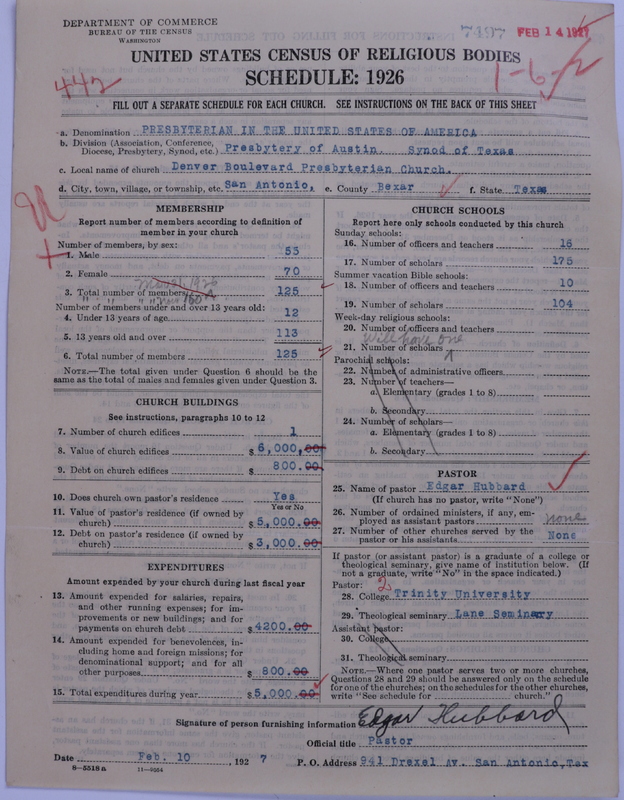 DEPARTMENT OF COMMERCE
BUREAU OF THE CENSUS
WASHINGTON
7497 FEB 14 1927
UNITED STATES CENSUS OF RELIGIOUS BODIES
SCHEDULE: 1926
442
1-6-2
FILL OUT A SEPARATE SCHEDULE FOR EACH CHURCH. SEE INSTRUCTIONS ON THE BACK OF THIS SHEET
a. Denomination PRESBYTERIAN IN THE UNITED STATES OF AMERICA
b. Division (Association, Conference, Diocese, Presbytery, Synod, etc.) Presbytery of Austin. Synod of Texas
c. Local name of church Denver Boulevard Presbyterian Church.
d. City, town, village, or township, etc. San Antonio, e. County Bexar f. State Texas
MEMBERSHIP
Report number of members according to definition of
member in your church
Number of members, by sex:
1. Male 55
2. Female 70
3. Total number of members 125
Number of members under and over 13 years old:
4. Under 13 years of age 12
5. 13 years old and over 113
6. Total number of members 125
NOTE.—The total given under Question 6 should be
same as the total of males and females given under Question 3.
CHURCH BUILDINGS
See instructions, paragraphs 10 to 12
7. Number of church edifices 1
8. Value of church edifices $ 6,000.00
9. Debt on church edifices $ 800.00
10. Does church own pastor's residence Yes
Yes or No
11. Value of pastor's residence (if owned by
church) $ 5,000.00
12. Debt on pastor's residence (if owned by
church) $ 3,000.00
EXPENDITURES
Amount expended by your church during last fiscal year
13. Amount expended for salaries, repairs,
and other running expenses; for im-
provements or new buildings; and for
payments on church debt $ 4200.00
14. Amount expended for benevolences, in-
cluding home and foreign missions; for
denominational support; and for all
other purposes $ 800.00
15. Total expenditures during year $ 5,000.00
CHURCH SCHOOLS
Report here only schools conducted by this church
Sunday schools:
16. Number of officers and teachers 15
17. Number of scholars 175
Summer vacation Bible schools:
18. Number of officers and teachers 10
19. Number of scholars 104
Week-day religious schools:
20. Number of officers and teachers
Will have one
21. Number of scholars
Parochial schools:
22. Number of administrative officers
23. Number of teachers—
a. Elementary (grades 1 to 8)
b. Secondary
24. Number of scholars—
a. Elementary (grades 1 to 8)
b. Secondary
PASTOR
25. Name of pastor Edgar Hubbard
(If church has no pastor, write "None")
26. Number of ordained ministers, if any, em-
ployed as assistant pastors none
27. Number of other churches served by the
pastor or his assistants None
If pastor (or assistant pastor) is a graduate of a college or
theological seminary, give name of institution below. (If
not a graduate, write "No" in the space indicated.)
Pastor: 2
28. College Trinity University
29. Theological seminary Lane Seminary
Assistant pastor:
30. College
31. Theological seminary
NOTE.—Where one pastor serves two or more churches,
Questions 28 and 29 should be answered only on the schedule
for one of the churches; on the schedules for the other churches,
write "See schedule for church."
Signature of person furnishing information Edgar Hubbard
Official title Pastor
Date Feb. 10, 1927 P. O. Address 941 Drexel Av. San Antonio, Tex
8-5518a 11-9564